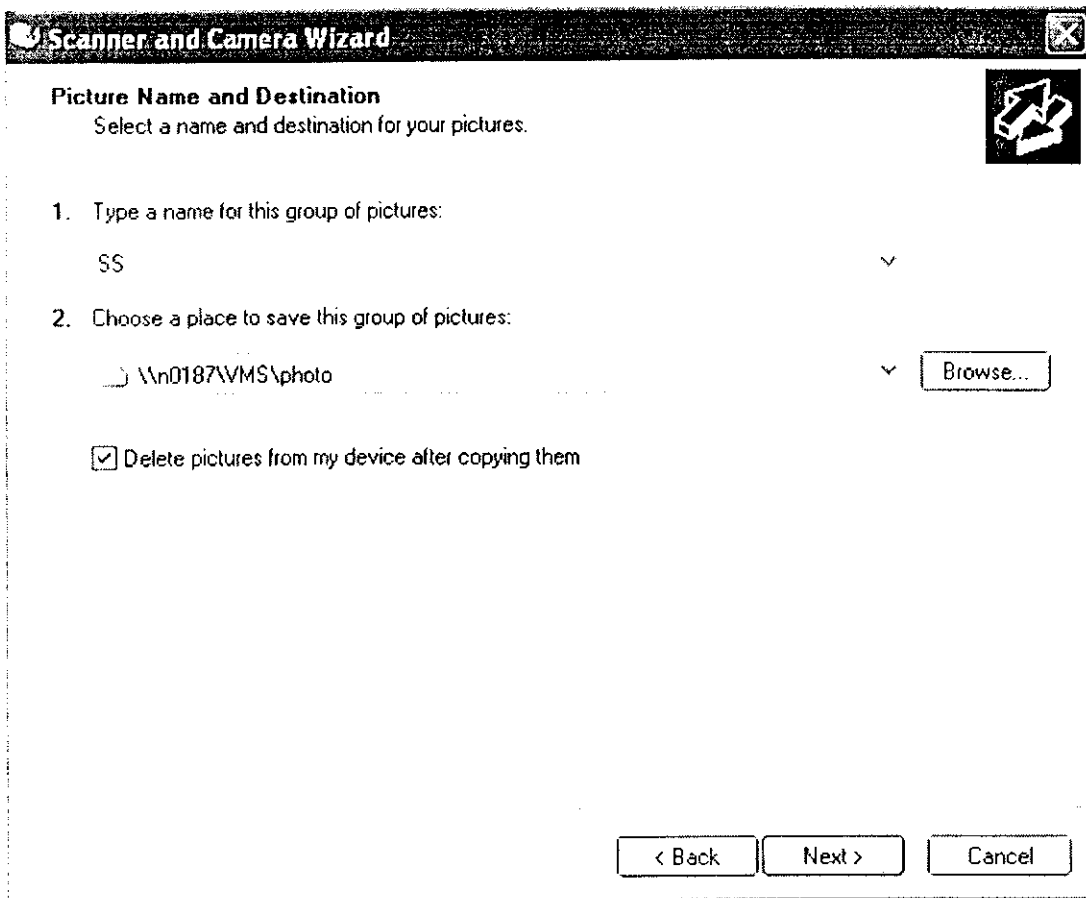 Scanner and Camera Wizard
Picture Name and Destination
Select a name and destination for your pictures.
1. Type a name for this group of pictures:
SS
2. Choose a place to save this group of pictures:
\\n0187\VMS\photo
Browse...
Delete pictures from my device after copying them
< Back
Next >
Cancel